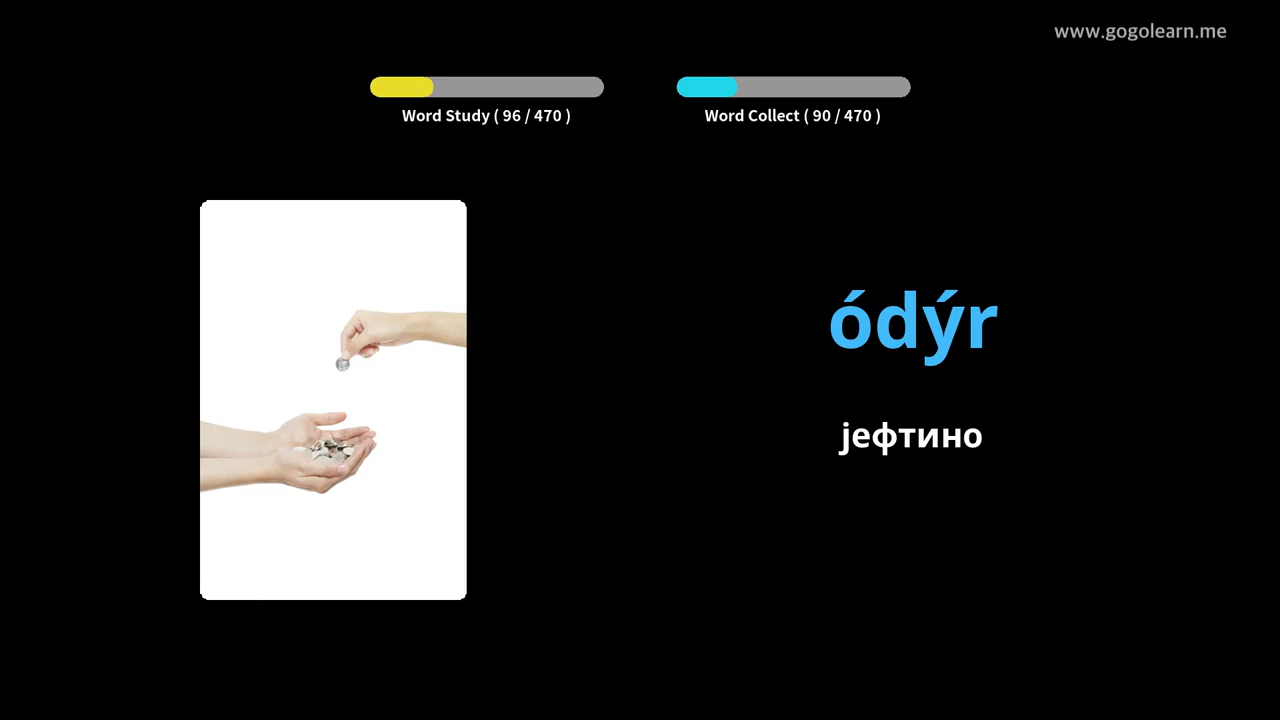 www.gogolearn.me
Word Study ( 96 / 470 )
Word Collect ( 90 / 470 )
ódýr
јефтино